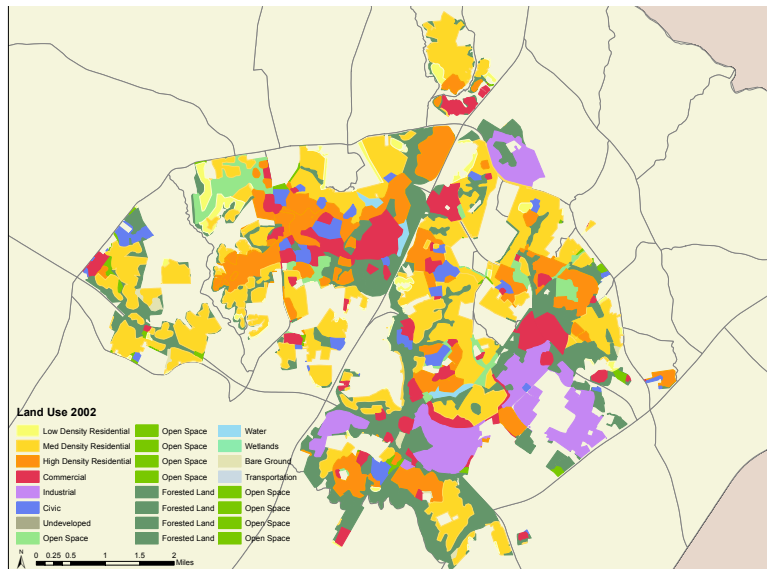 Land Use 2002
Low Density Residential Open Space Water
Med Density Residential Open Space Wetlands
High Density Residential Open Space Bare Ground
Commercial Open Space Transportation
Industrial Forested Land Open Space
Civic Forested Land Open Space
Undeveloped Forested Land Open Space
Open Space Forested Land Open Space
N
0 0.25 0.5 1 1.5 2
Miles